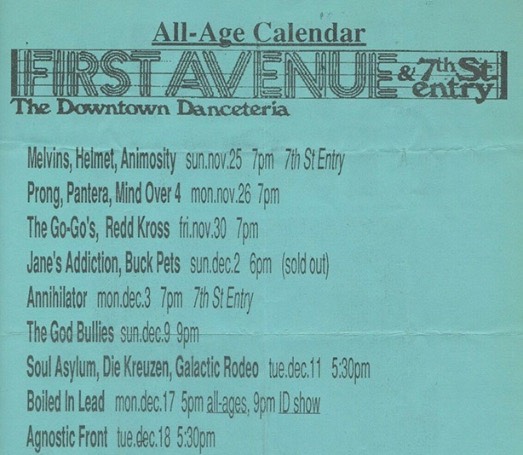 All-Age Calendar
FIRST AVENUE & 7th St entry
The Downtown Danceteria
Melvins, Helmet, Animosity sun.nov.25 7pm 7th St Entry
Prong, Pantera, Mind Over 4 mon.nov.26 7pm
The Go-Go's, Redd Kross fri.nov.30 7pm
Jane's Addiction, Buck Pets sun.dec.2 6pm (sold out)
Annihilator mon.dec.3 7pm 7th St Entry
The God Bullies sun.dec.9 9pm
Soul Asylum, Die Kreuzen, Galactic Rodeo tue.dec.11 5:30pm
Boiled In Lead mon.dec.17 5pm all-ages, 9pm ID show
Agnostic Front tue.dec.18 5:30pm